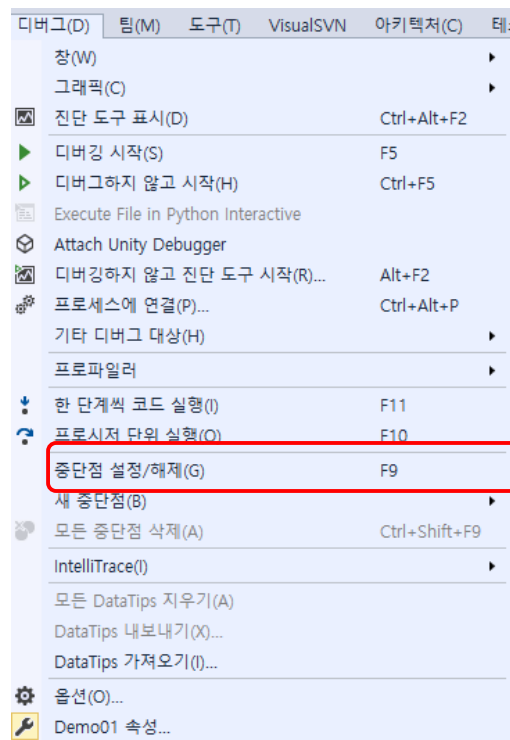 디버그(D) 팀(M) 도구(T) VisualSVN 아키텍처(C)
창(W)
그래픽(C)
진단 도구 표시(D) Ctrl+Alt+F2
디버깅 시작(S) F5
디버그하지 않고 시작(H) Ctrl+F5
Execute File in Python Interactive
Attach Unity Debugger
디버깅하지 않고 진단 도구 시작(R)... Alt+F2
프로세스에 연결(P)... Ctrl+Alt+P
기타 디버그 대상(H)
프로파일러
한 단계씩 코드 실행(I) F11
프로시저 단위 실행(O) F10
중단점 설정/해제(G) F9
새 중단점(B)
모든 중단점 삭제(A) Ctrl+Shift+F9
IntelliTrace(I)
모든 DataTips 지우기(A)
DataTips 내보내기(X)...
DataTips 가져오기(I)...
옵션(O)...
Demo01 속성...